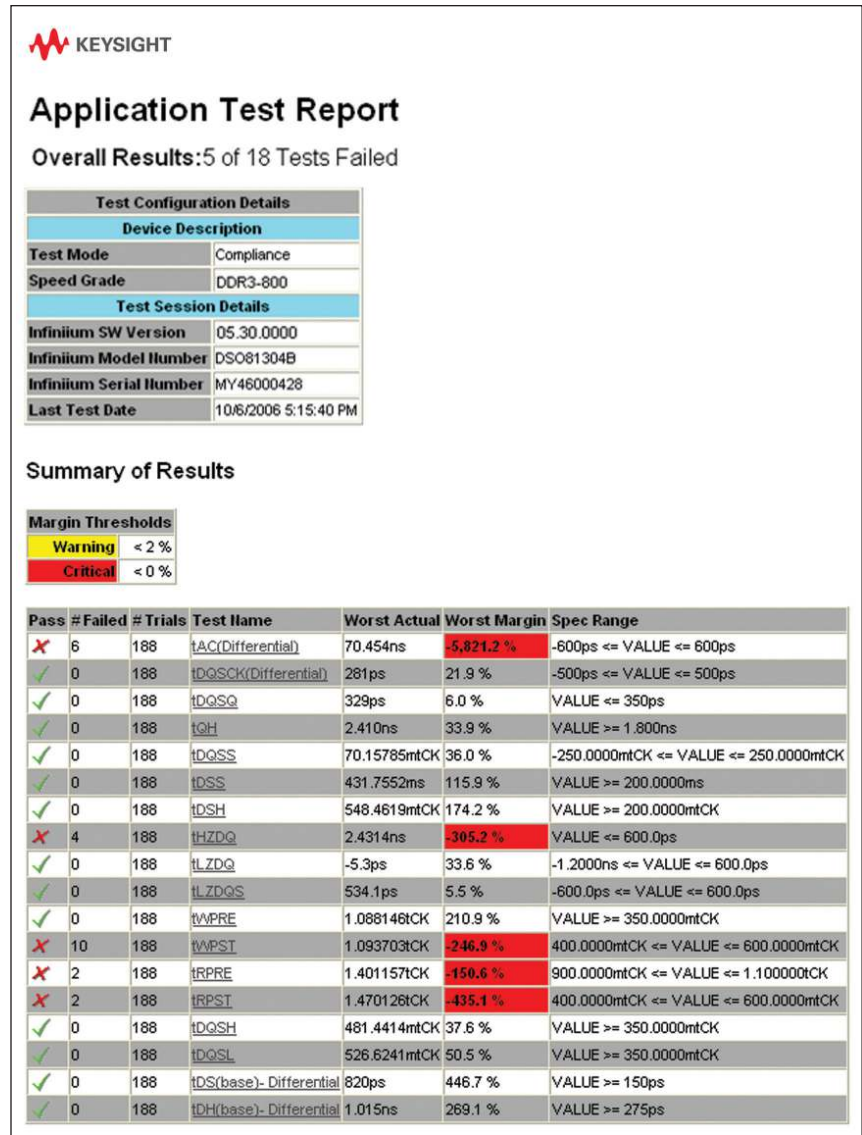 KEYSIGHT
Application Test Report
Overall Results:5 of 18 Tests Failed
Test Configuration Details
Device Description
Test Mode Compliance
Speed Grade DDR3-800
Test Session Details
Infiniium SW Version 05.30.0000
Infiniium Model Number DSO81304B
Infiniium Serial Number MY46000428
Last Test Date 10/6/2006 5:15:40 PM
Summary of Results
Margin Thresholds
Warning < 2 %
Critical < 0 %
Pass # Failed # Trials Test Name Worst Actual Worst Margin Spec Range
6 188 tAC(Differential) 70.454ns -5,821.2 % -600ps <= VALUE <= 600ps
0 188 tDQSCK(Differential) 281ps 21.9 % -500ps <= VALUE <= 500ps
0 188 tDQSQ 329ps 6.0 % VALUE <= 350ps
0 188 tQH 2.410ns 33.9 % VALUE >= 1.800ns
0 188 tDQSS 70.15785mtCK 36.0 % -250.0000mtCK <= VALUE <= 250.0000mtCK
0 188 tDSS 431.7552ms 115.9 % VALUE >= 200.0000ms
0 188 tDSH 548.4619mtCK 174.2 % VALUE >= 200.0000mtCK
4 188 tHZDQ 2.4314ns -305.2 % VALUE <= 600.0ps
0 188 tLZDQ -5.3ps 33.6 % -1.2000ns <= VALUE <= 600.0ps
0 188 tLZDQS 534.1ps 5.5 % -600.0ps <= VALUE <= 600.0ps
0 188 tWPRE 1.088146tCK 210.9 % VALUE >= 350.0000mtCK
10 188 tWPST 1.093703tCK -246.9 % 400.0000mtCK <= VALUE <= 600.0000mtCK
2 188 tRPRE 1.401157tCK -150.6 % 900.0000mtCK <= VALUE <= 1.100000tCK
2 188 tRPST 1.470126tCK -435.1 % 400.0000mtCK <= VALUE <= 600.0000mtCK
0 188 tDQSH 481.4414mtCK 37.6 % VALUE >= 350.0000mtCK
0 188 tDQSL 526.6241mtCK 50.5 % VALUE >= 350.0000mtCK
0 188 tDS(base)- Differential 820ps 446.7 % VALUE >= 150ps
0 188 tDH(base)- Differential 1.015ns 269.1 % VALUE >= 275ps